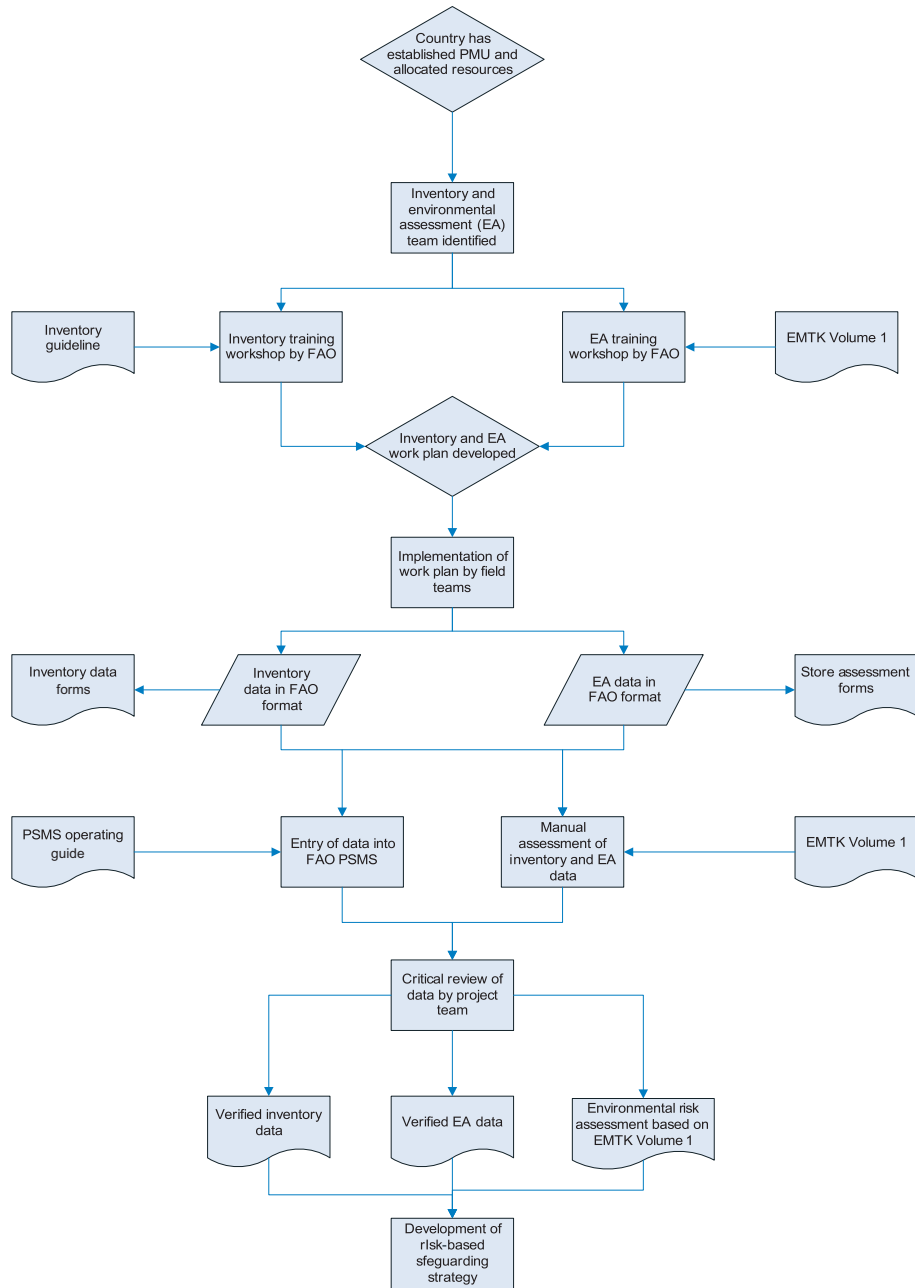 Country has
established PMU and
allocated resources
Inventory and
environmental
assessment (EA)
team identified
Inventory
guideline
Inventory training
workshop by FAO
EA training
workshop by FAO
EMTK Volume 1
Inventory and EA
work plan developed
Implementation of
work plan by field
teams
Inventory data
forms
Inventory
data in FAO
format
EA data in
FAO format
Store assessment
forms
PSMS operating
guide
Entry of data into
FAO PSMS
Manual
assessment of
inventory and EA
data
EMTK Volume 1
Critical review of
data by project
team
Verified inventory
data
Verified EA data
Environmental risk
assessment based on
EMTK Volume 1
Development of
rIsk-based
sfeguarding
strategy